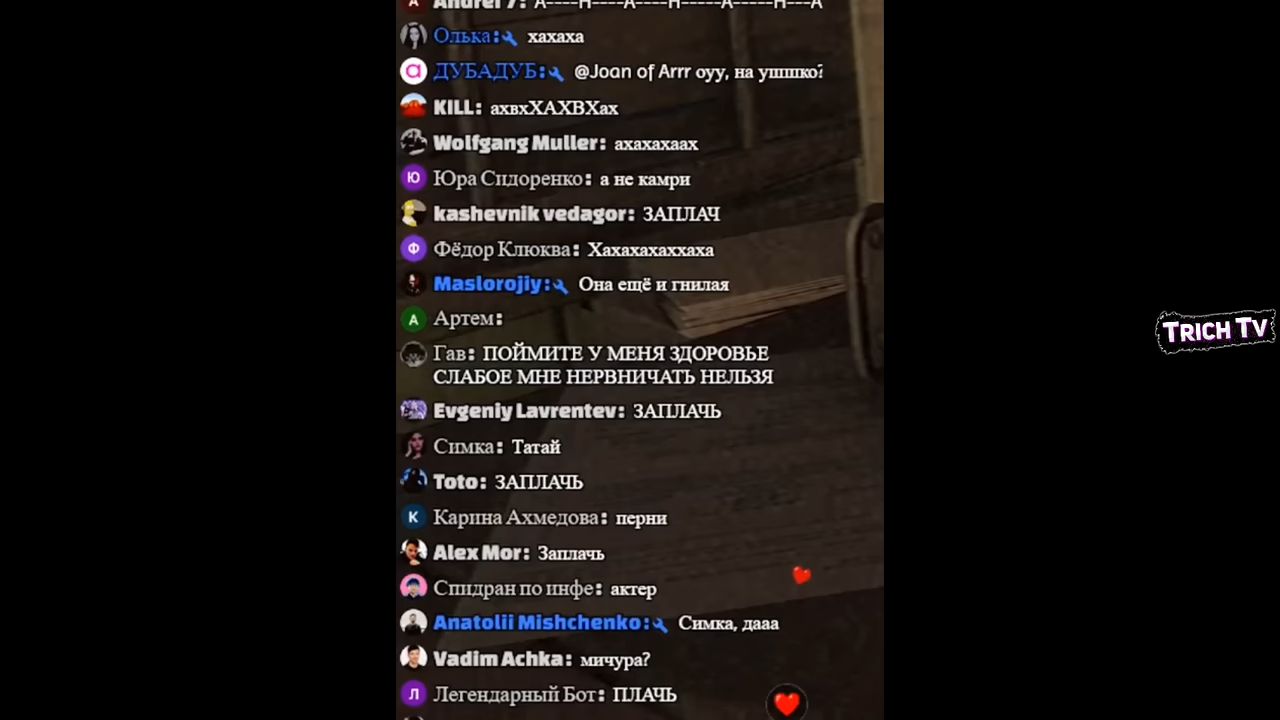 Andrei 7: А----Н----А----Н-----А-----Н---А
Олька: хахаха
ДУБАДУБ: @Joan of Arrr оуу, на ушшко?
KILL: ахвхХАХВХах
Wolfgang Muller: ахахахаах
Юра Сидоренко: а не камри
kashevnik vedagor: ЗАПЛАЧ
Фёдор Клюква: Хахахахаххаха
Maslorojiy: Она ещё и гнилая
Артем:
Гав: ПОЙМИТЕ У МЕНЯ ЗДОРОВЬЕ
СЛАБОЕ МНЕ НЕРВНИЧАТЬ НЕЛЬЗЯ
TRICH TV
Evgeniy Lavrentev: ЗАПЛАЧЬ
Симка: Татай
Toto: ЗАПЛАЧЬ
Карина Ахмедова: перни
Alex Mor: Заплачь
Спидран по инфе: актер
Anatolii Mishchenko: Симка, дааа
Vadim Achka: мичура?
Легендарный Бот: ПЛАЧЬ